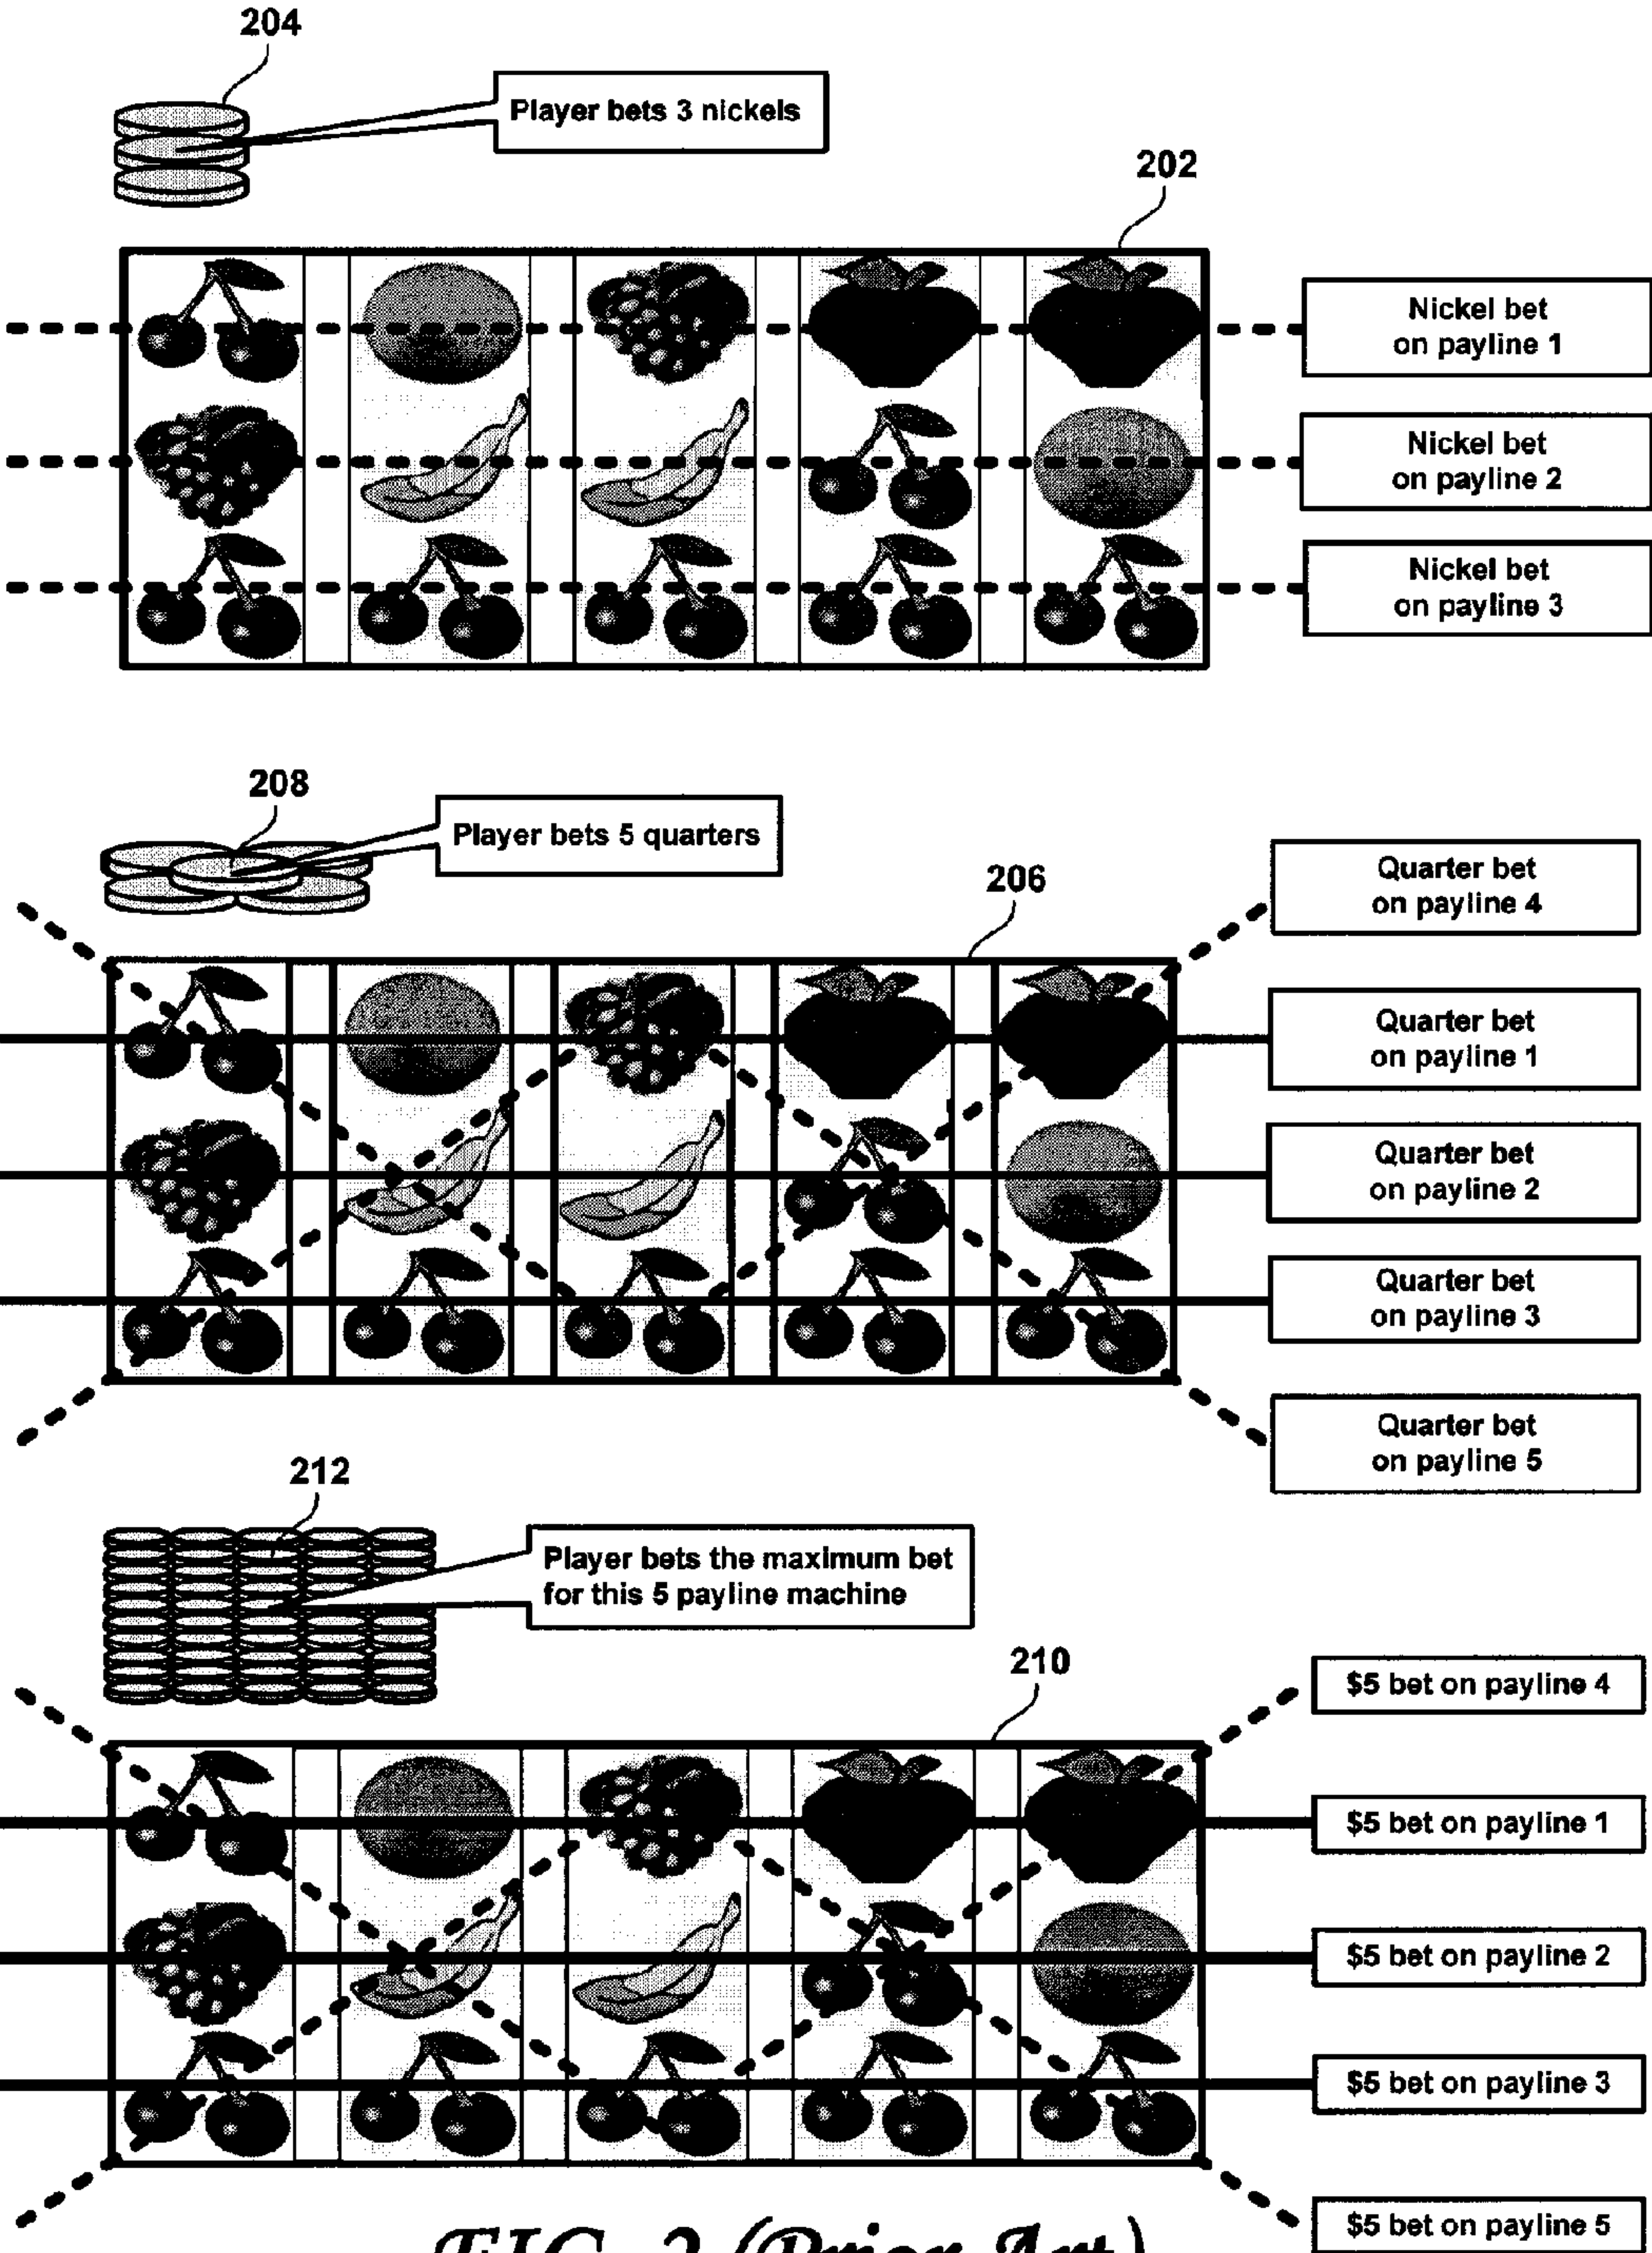 204
Player bets 3 nickels
202
Nickel bet
on payline 1
Nickel bet
on payline 2
Nickel bet
on payline 3
208
Player bets 5 quarters
206
Quarter bet
on payline 4
Quarter bet
on payline 1
Quarter bet
on payline 2
Quarter bet
on payline 3
Quarter bet
on payline 5
212
Player bets the maximum bet
for this 5 payline machine
210
$5 bet on payline 4
$5 bet on payline 1
$5 bet on payline 2
$5 bet on payline 3
$5 bet on payline 5
FIG. 2 (Prior Art)